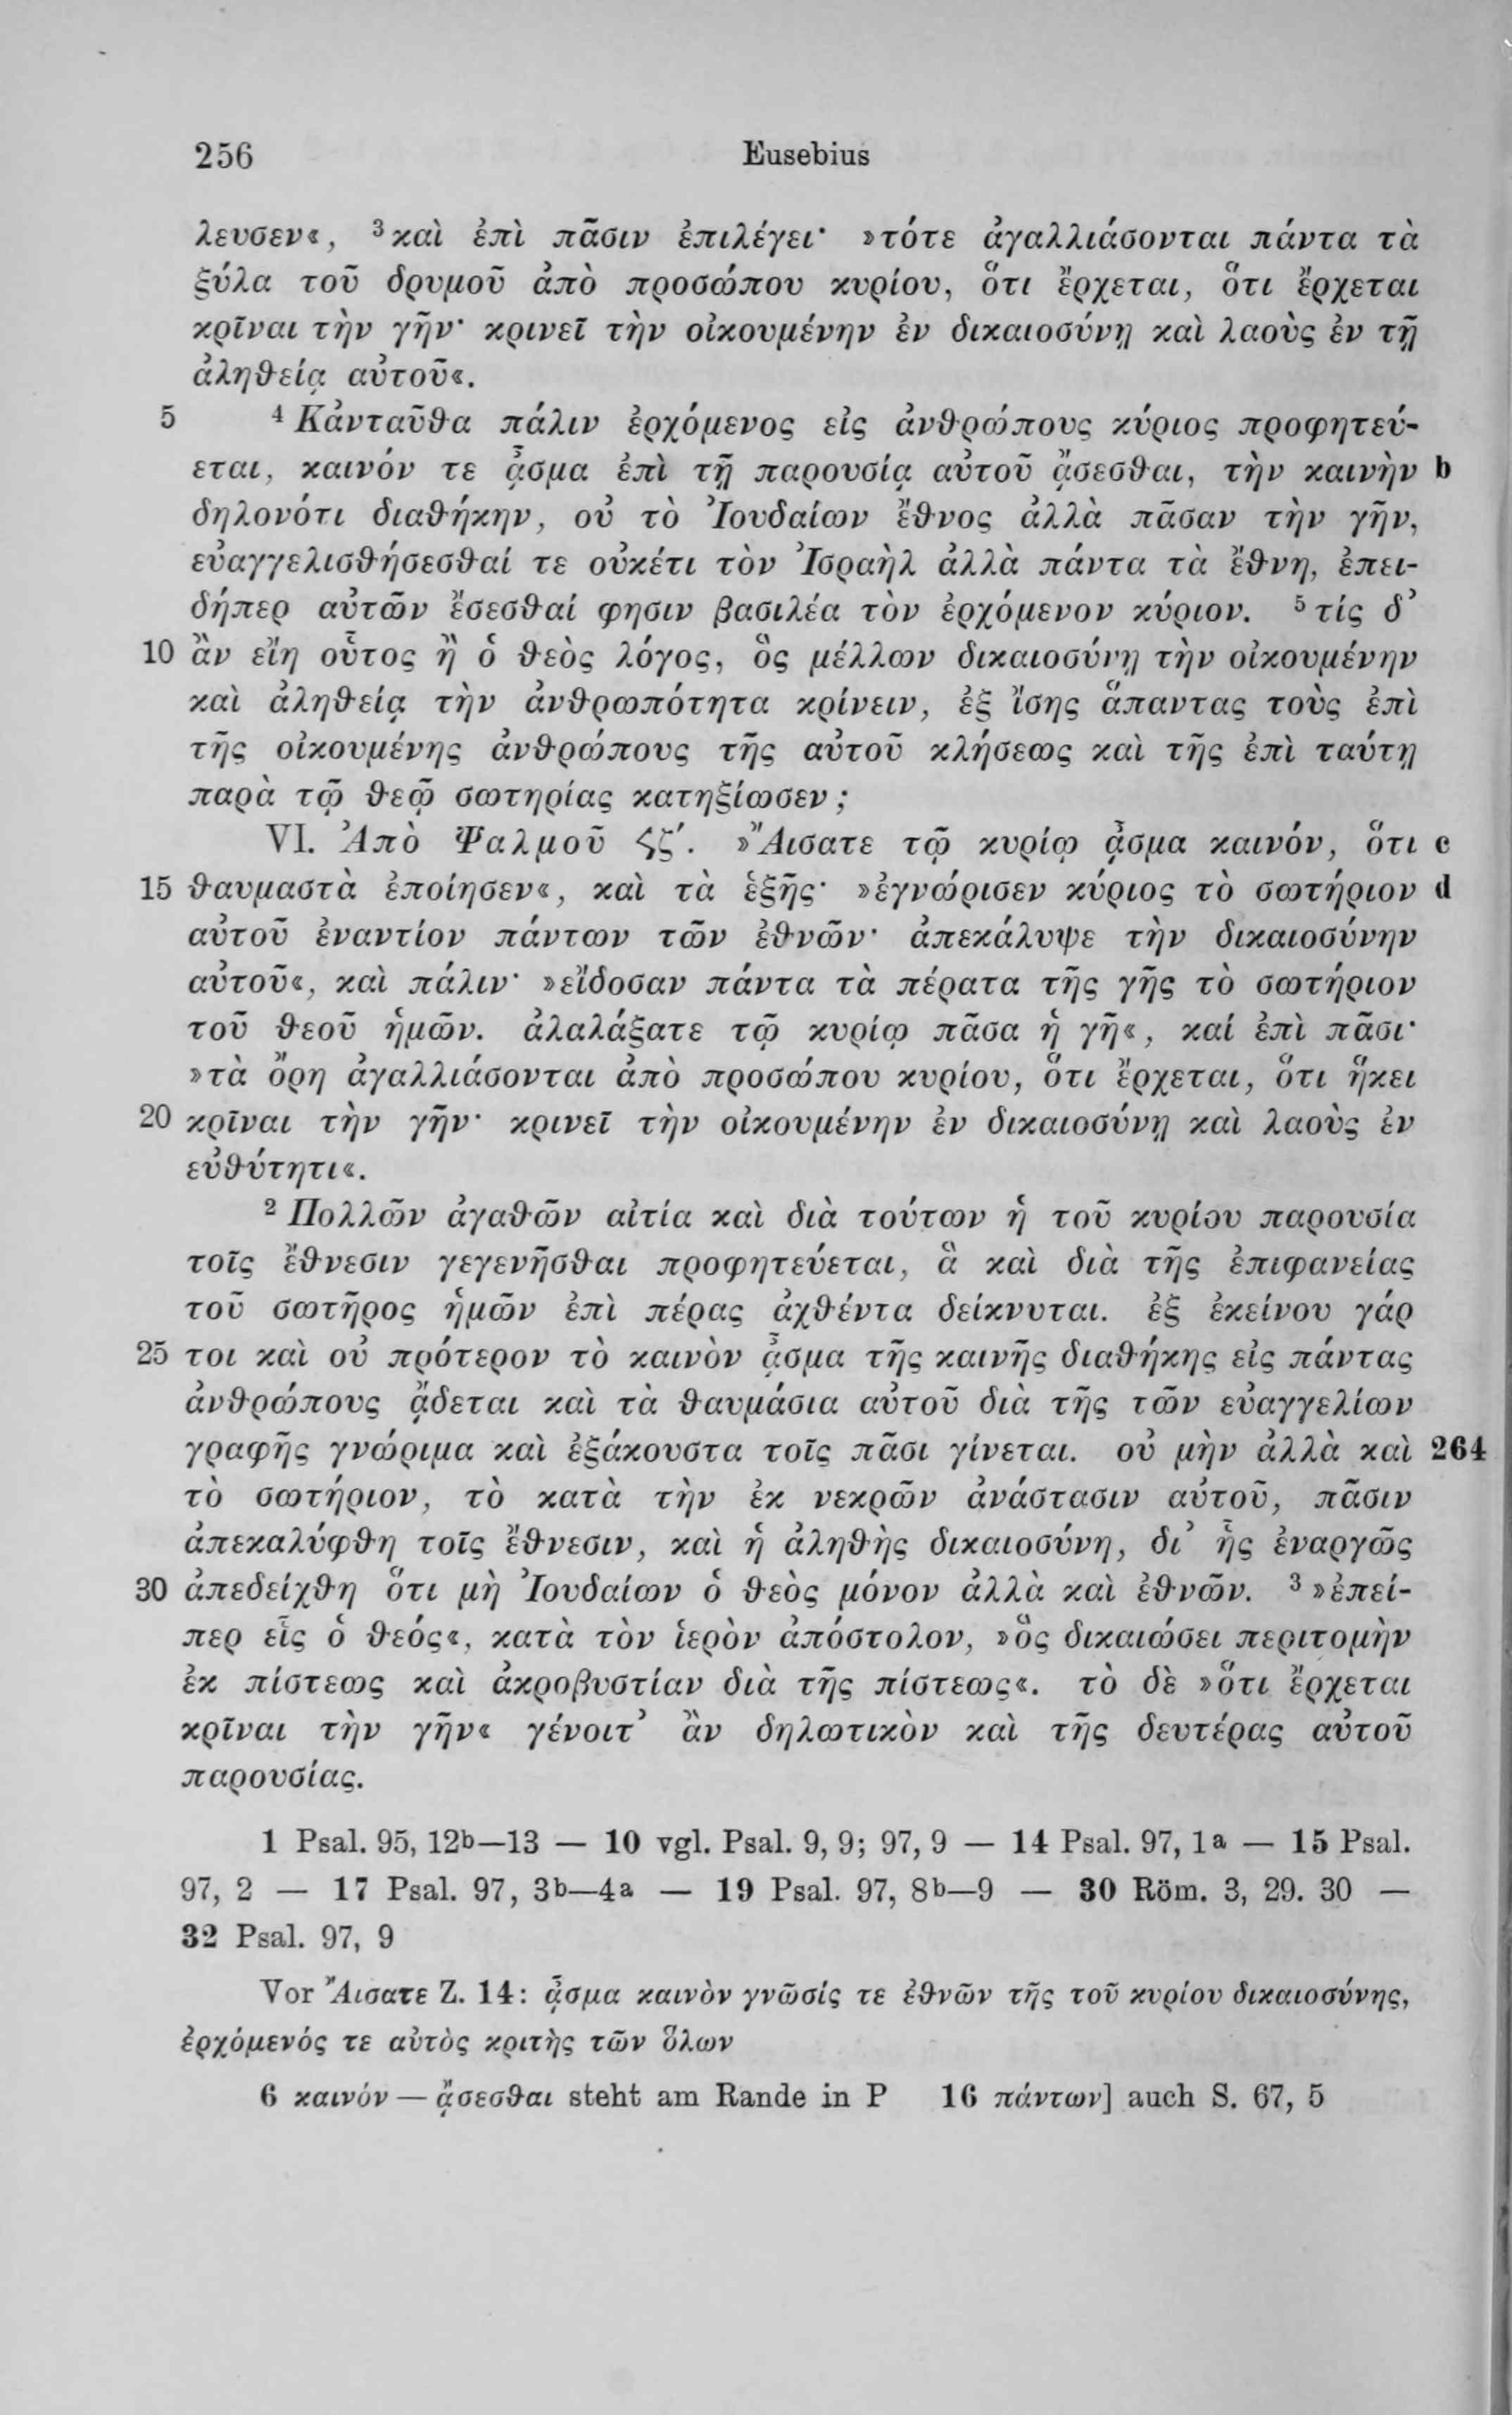 256 Eusebius
λευσεν«, ³ καὶ ἐπὶ πᾶσιν ἐπιλέγει· »τότε ἀγαλλιάσονται πάντα τὰ
ξύλα τοῦ δρυμοῦ ἀπὸ προσώπου κυρίου, ὅτι ἔρχεται, ὅτι ἔρχεται
κρῖναι τὴν γῆν· κρινεῖ τὴν οἰκουμένην ἐν δικαιοσύνῃ καὶ λαοὺς ἐν τῇ
ἀληθείᾳ αὐτοῦ«.
5 ⁴ Κἀνταῦθα πάλιν ἐρχόμενος εἰς ἀνθρώπους κύριος προφητεύ-
εται, καινόν τε ᾆσμα ἐπὶ τῇ παρουσίᾳ αὐτοῦ ᾄσεσθαι, τὴν καινὴν b
δηλονότι διαθήκην, οὐ τὸ Ἰουδαίων ἔθνος ἀλλὰ πᾶσαν τὴν γῆν,
εὐαγγελισθήσεσθαί τε οὐκέτι τὸν Ἰσραὴλ ἀλλὰ πάντα τὰ ἔθνη, ἐπει-
δήπερ αὐτῶν ἔσεσθαί φησιν βασιλέα τὸν ἐρχόμενον κύριον. ⁵ τίς δ’
10 ἂν εἴη οὗτος ἢ ὁ θεὸς λόγος, ὃς μέλλων δικαιοσύνῃ τὴν οἰκουμένην
καὶ ἀληθείᾳ τὴν ἀνθρωπότητα κρίνειν, ἐξ ἴσης ἅπαντας τοὺς ἐπὶ
τῆς οἰκουμένης ἀνθρώπους τῆς αὐτοῦ κλήσεως καὶ τῆς ἐπὶ ταύτῃ
παρὰ τῷ θεῷ σωτηρίας κατηξίωσεν;
VI. Ἀπὸ Ψαλμοῦ ϟζʹ. »Ἄισατε τῷ κυρίῳ ᾆσμα καινόν, ὅτι c
15 θαυμαστὰ ἐποίησεν«, καὶ τὰ ἑξῆς· »ἐγνώρισεν κύριος τὸ σωτήριον d
αὐτοῦ ἐναντίον πάντων τῶν ἐθνῶν· ἀπεκάλυψε τὴν δικαιοσύνην
αὐτοῦ«, καὶ πάλιν· »εἴδοσαν πάντα τὰ πέρατα τῆς γῆς τὸ σωτήριον
τοῦ θεοῦ ἡμῶν. ἀλαλάξατε τῷ κυρίῳ πᾶσα ἡ γῆ«, καί ἐπὶ πᾶσι·
»τὰ ὄρη ἀγαλλιάσονται ἀπὸ προσώπου κυρίου, ὅτι ἔρχεται, ὅτι ἥκει
20 κρῖναι τὴν γῆν· κρινεῖ τὴν οἰκουμένην ἐν δικαιοσύνῃ καὶ λαοὺς ἐν
εὐθύτητι«.
² Πολλῶν ἀγαθῶν αἰτία καὶ διὰ τούτων ἡ τοῦ κυρίου παρουσία
τοῖς ἔθνεσιν γεγενῆσθαι προφητεύεται, ἃ καὶ διὰ τῆς ἐπιφανείας
τοῦ σωτῆρος ἡμῶν ἐπὶ πέρας ἀχθέντα δείκνυται. ἐξ ἐκείνου γάρ
25 τοι καὶ οὐ πρότερον τὸ καινὸν ᾆσμα τῆς καινῆς διαθήκης εἰς πάντας
ἀνθρώπους ᾄδεται καὶ τὰ θαυμάσια αὐτοῦ διὰ τῆς τῶν εὐαγγελίων
γραφῆς γνώριμα καὶ ἐξάκουστα τοῖς πᾶσι γίνεται. οὐ μὴν ἀλλὰ καὶ 264
τὸ σωτήριον, τὸ κατὰ τὴν ἐκ νεκρῶν ἀνάστασιν αὐτοῦ, πᾶσιν
ἀπεκαλύφθη τοῖς ἔθνεσιν, καὶ ἡ ἀληθὴς δικαιοσύνη, δι’ ἧς ἐναργῶς
30 ἀπεδείχθη ὅτι μὴ Ἰουδαίων ὁ θεὸς μόνον ἀλλὰ καὶ ἐθνῶν. ³ »ἐπεί-
περ εἷς ὁ θεός«, κατὰ τὸν ἱερὸν ἀπόστολον, »ὃς δικαιώσει περιτομὴν
ἐκ πίστεως καὶ ἀκροβυστίαν διὰ τῆς πίστεως«. τὸ δὲ »ὅτι ἔρχεται
κρῖναι τὴν γῆν« γένοιτ’ ἂν δηλωτικὸν καὶ τῆς δευτέρας αὐτοῦ
παρουσίας.
1 Psal. 95, 12b—13 — 10 vgl. Psal. 9, 9; 97, 9 — 14 Psal. 97, 1a — 15 Psal.
97, 2 — 17 Psal. 97, 3b—4a — 19 Psal. 97, 8b—9 — 30 Röm. 3, 29. 30 —
32 Psal. 97, 9
Vor Ἄισατε Z. 14: ᾆσμα καινὸν γνῶσίς τε ἐθνῶν τῆς τοῦ κυρίου δικαιοσύνης,
ἐρχόμενός τε αὐτὸς κριτὴς τῶν ὅλων
6 καινόν — ᾄσεσθαι steht am Rande in P 16 πάντων] auch S. 67, 5